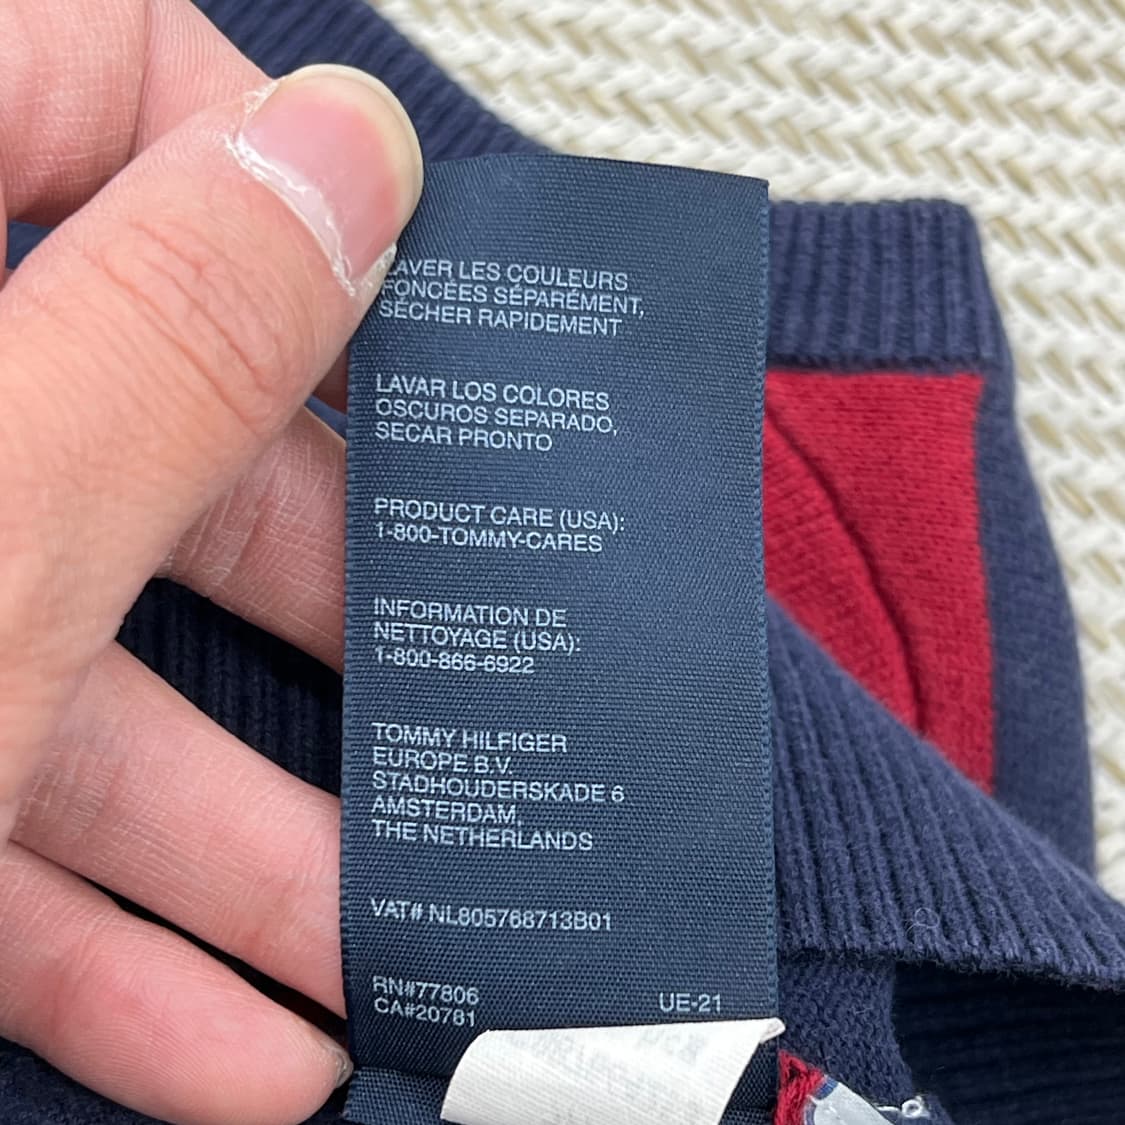 LAVER LES COULEURS
FONCÉES SÉPARÉMENT,
SÉCHER RAPIDEMENT
LAVAR LOS COLORES
OSCUROS SEPARADO,
SECAR PRONTO
PRODUCT CARE (USA):
1-800-TOMMY-CARES
INFORMATION DE
NETTOYAGE (USA):
1-800-866-6922
TOMMY HILFIGER
EUROPE B.V.
STADHOUDERSKADE 6
AMSTERDAM,
THE NETHERLANDS
VAT# NL805768713B01
RN#77806
CA#20781
UE-21